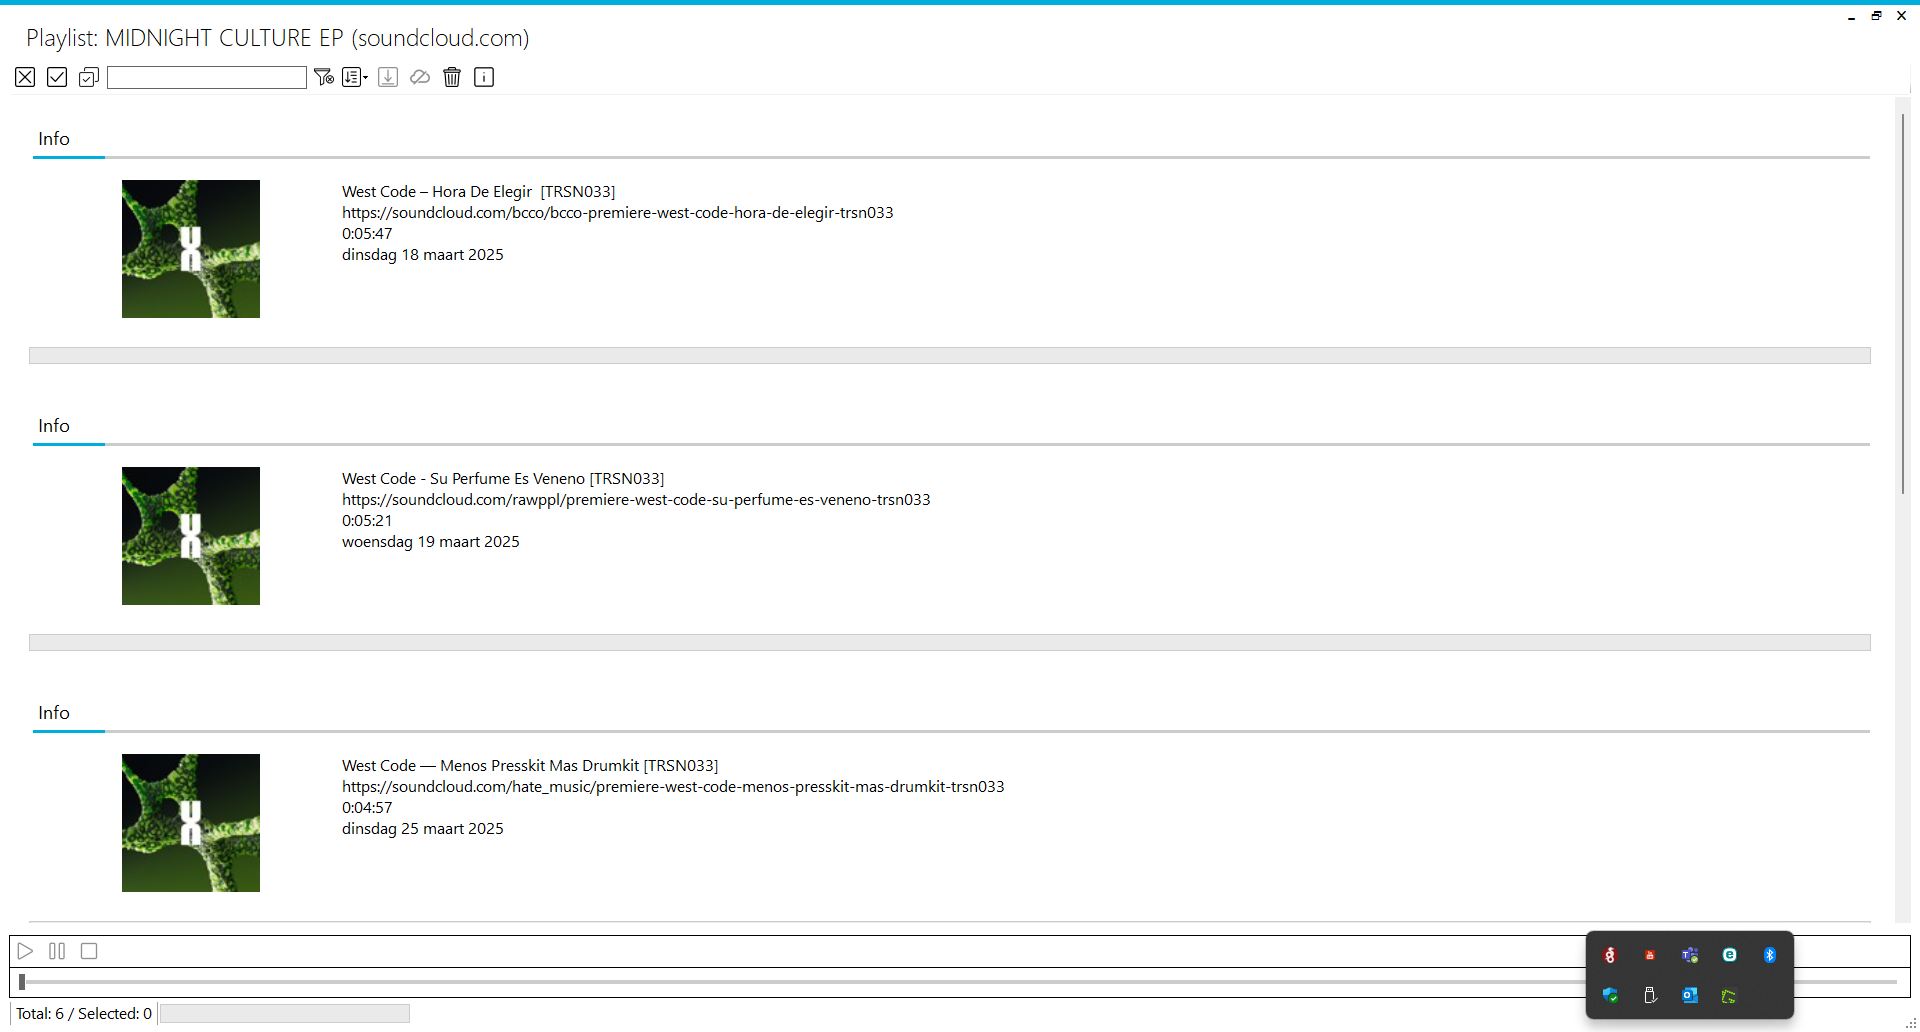 Playlist: MIDNIGHT CULTURE EP (soundcloud.com)
Info
West Code – Hora De Elegir  [TRSN033]
https://soundcloud.com/bcco/bcco-premiere-west-code-hora-de-elegir-trsn033
0:05:47
dinsdag 18 maart 2025
Info
West Code - Su Perfume Es Veneno [TRSN033]
https://soundcloud.com/rawppl/premiere-west-code-su-perfume-es-veneno-trsn033
0:05:21
woensdag 19 maart 2025
Info
West Code — Menos Presskit Mas Drumkit [TRSN033]
https://soundcloud.com/hate_music/premiere-west-code-menos-presskit-mas-drumkit-trsn033
0:04:57
dinsdag 25 maart 2025
Total: 6 / Selected: 0